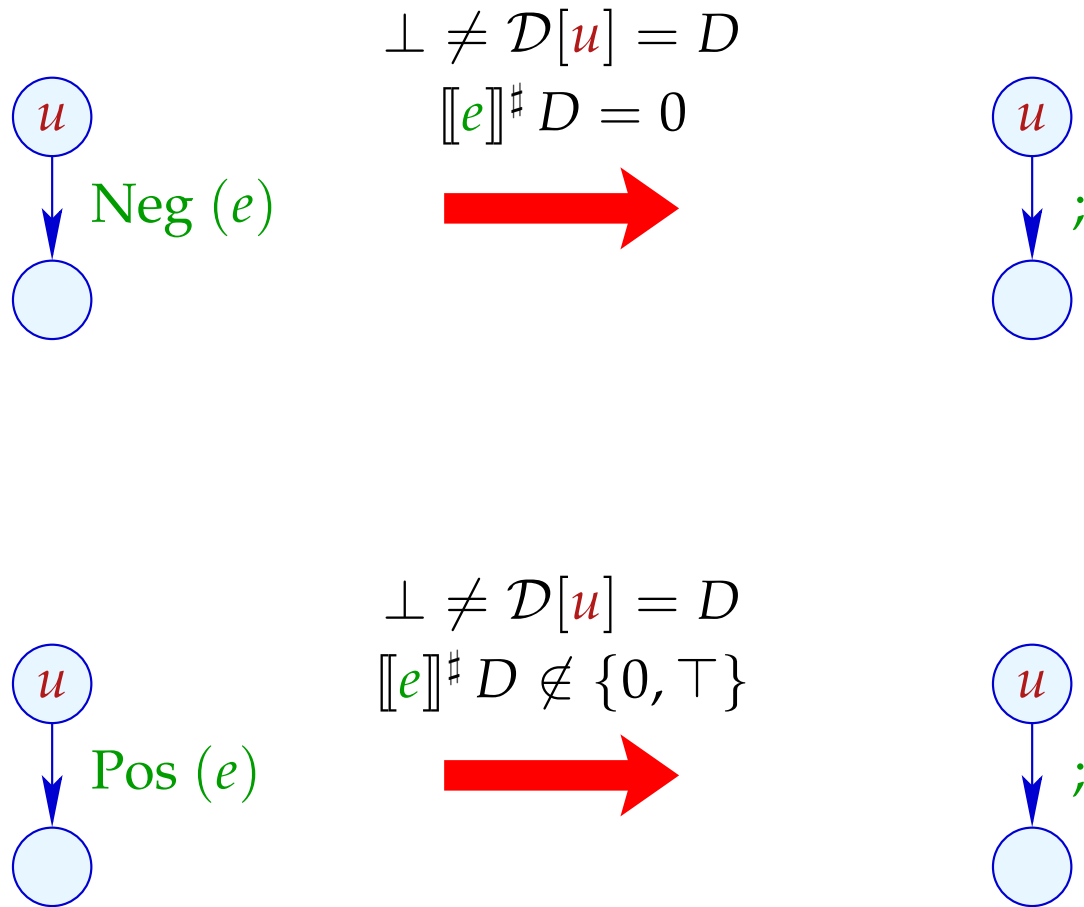 ⊥ ≠ 𝒟[u] = D
u
⟦e⟧♯ D = 0
u
Neg (e)
;
⊥ ≠ 𝒟[u] = D
u
⟦e⟧♯ D ∉ {0, ⊤}
u
Pos (e)
;